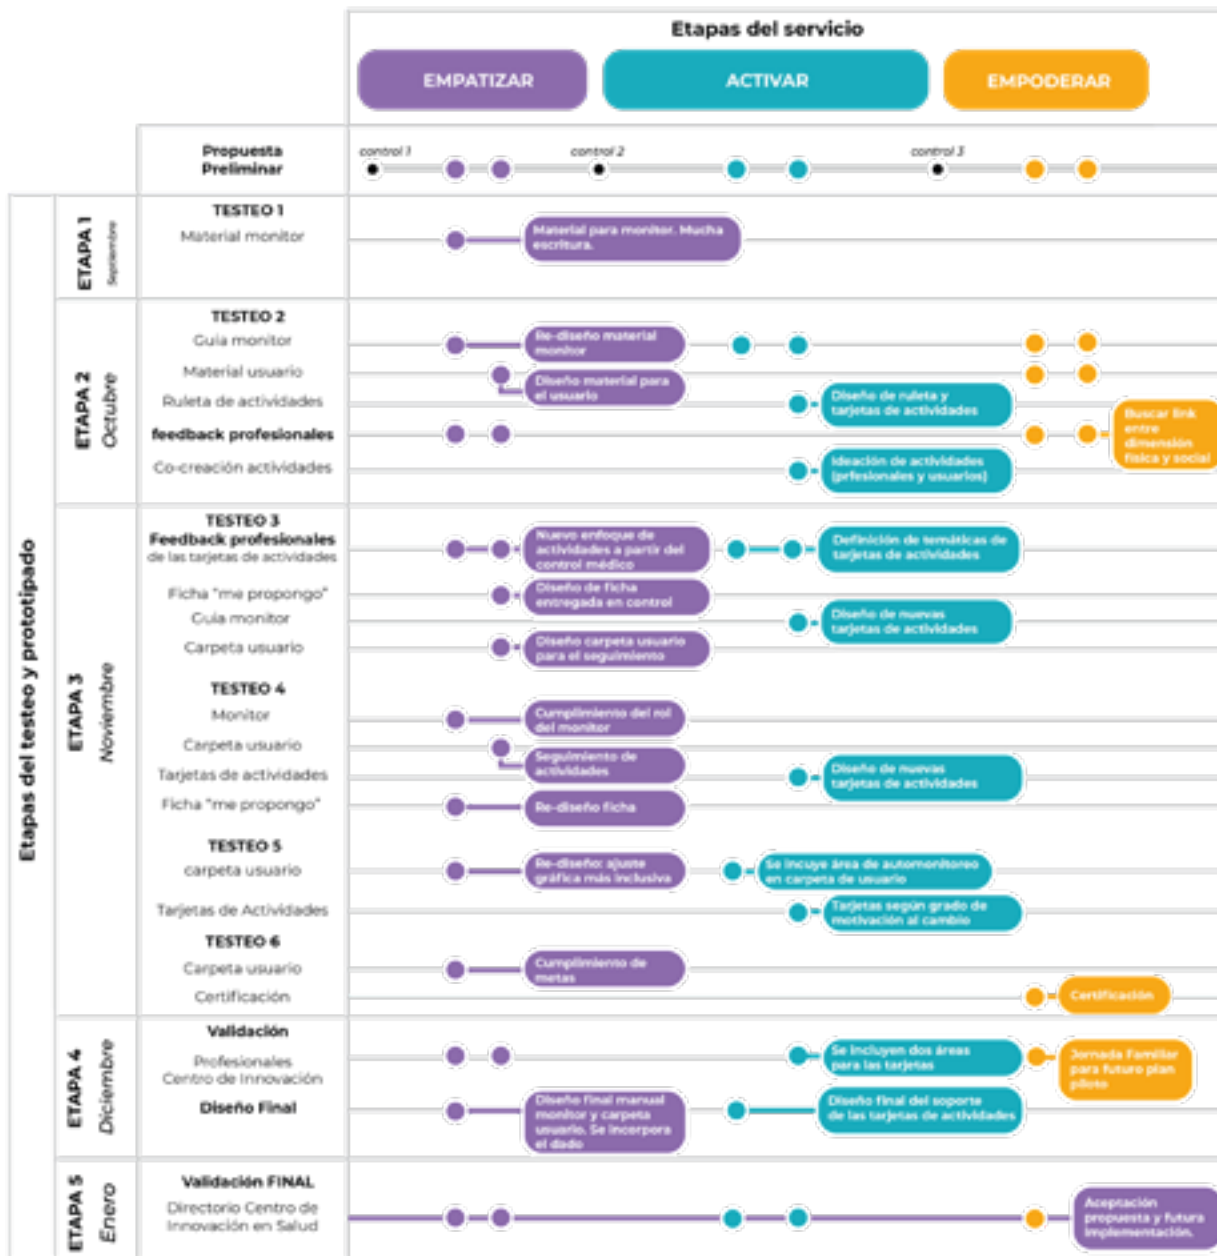 Etapas del servicio
EMPATIZAR
ACTIVAR
EMPODERAR
Propuesta
Preliminar
control 1
control 2
control 3
Etapas del testeo y prototipado
ETAPA 1
Septiembre
TESTEO 1
Material monitor
Material para monitor. Mucha
escritura.
ETAPA 2
Octubre
TESTEO 2
Guía monitor
Re-diseño material
monitor
Material usuario
Diseño material para
el usuario
Ruleta de actividades
Diseño de ruleta y
tarjetas de actividades
feedback profesionales
Buscar link
entre
dimensión
física y social
Co-creación actividades
Ideación de actividades
(prfesionales y usuarios)
ETAPA 3
Noviembre
TESTEO 3
Feedback profesionales
de las tarjetas de actividades
Nuevo enfoque de
actividades a partir del
control médico
Definición de temáticas de
tarjetas de actividades
Ficha "me propongo"
Diseño de ficha
entregada en control
Guía monitor
Diseño de nuevas
tarjetas de actividades
Carpeta usuario
Diseño carpeta usuario
para el seguimiento
TESTEO 4
Monitor
Cumplimiento del rol
del monitor
Carpeta usuario
Seguimiento de
actividades
Tarjetas de actividades
Diseño de nuevas
tarjetas de actividades
Ficha "me propongo"
Re-diseño ficha
TESTEO 5
carpeta usuario
Re-diseño: ajuste
gráfica más inclusiva
Se incuye área de automonitoreo
en carpeta de usuario
Tarjetas de Actividades
Tarjetas según grado de
motivación al cambio
TESTEO 6
Carpeta usuario
Cumplimiento de
metas
Certificación
Certificación
ETAPA 4
Diciembre
Validación
Profesionales
Centro de Innovación
Se incluyen dos áreas
para las tarjetas
Jornada Familiar
para futuro plan
piloto
Diseño Final
Diseño final manual
monitor y carpeta
usuario. Se incorpora
el dado
Diseño final del soporte
de las tarjetas de actividades
ETAPA 5
Enero
Validación FINAL
Directorio Centro de
Innovación en Salud
Aceptación
propuesta y futura
implementación.